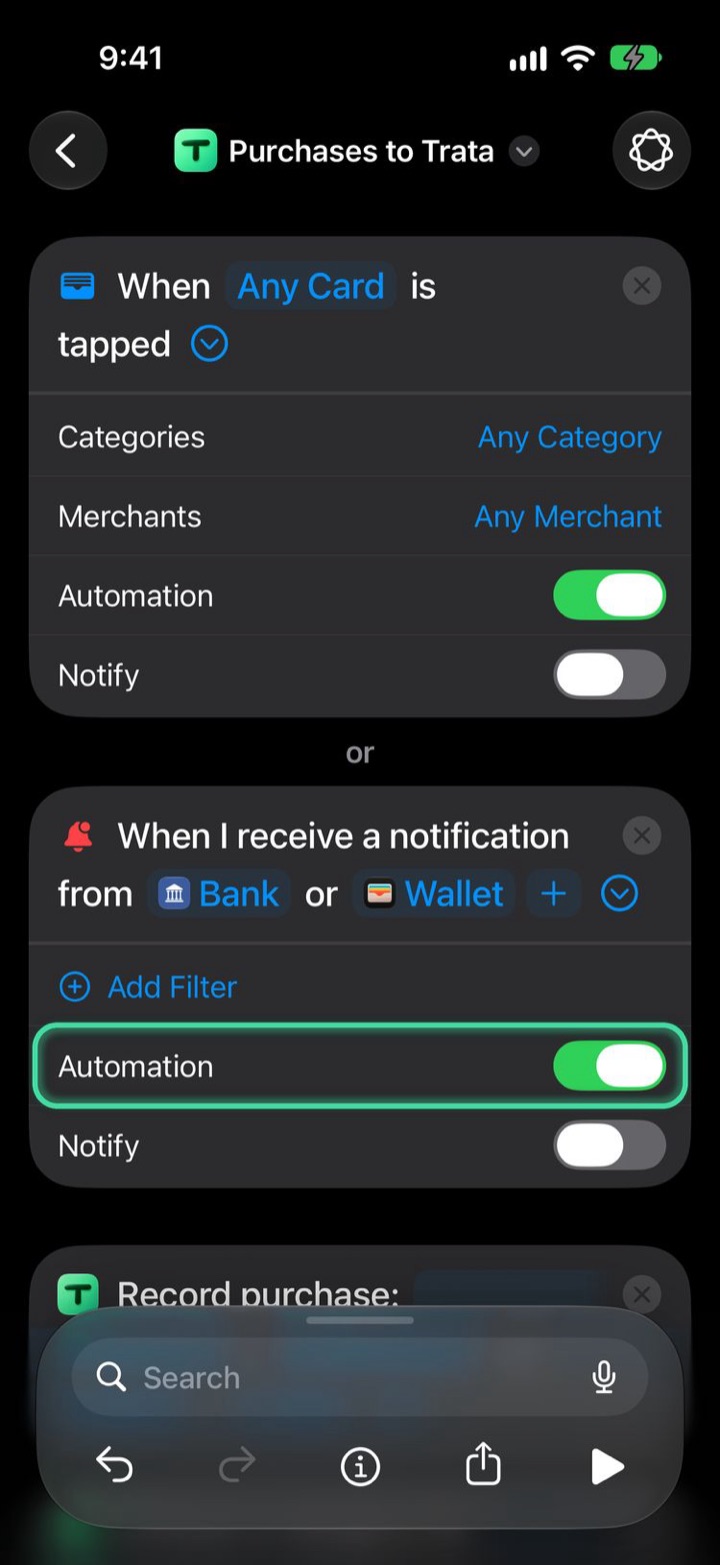 9:41
Purchases to Trata
When Any Card is
tapped
Categories Any Category
Merchants Any Merchant
Automation
Notify
or
When I receive a notification
from Bank or Wallet +
Add Filter
Automation
Notify
Record purchase:
Search